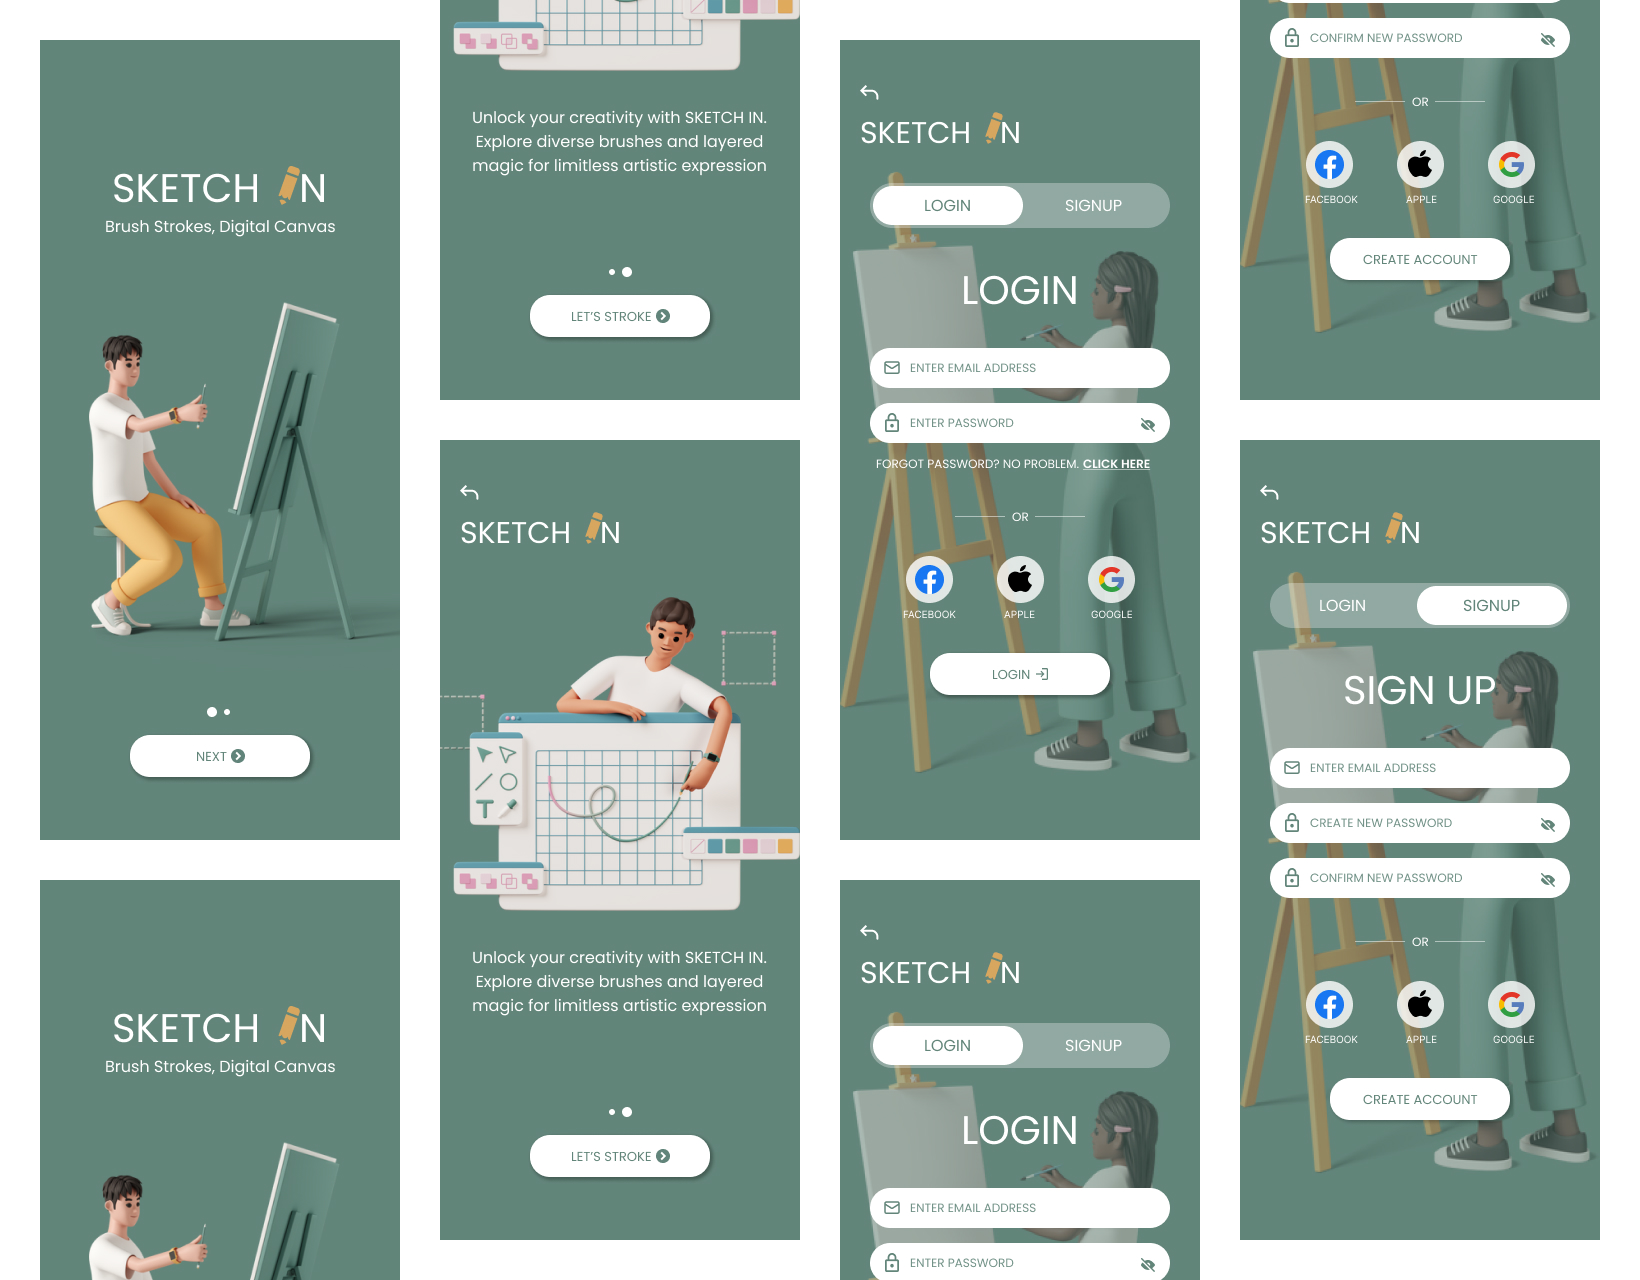 SKETCH IN
Brush Strokes, Digital Canvas
NEXT
SKETCH IN
Brush Strokes, Digital Canvas
Unlock your creativity with SKETCH IN.
Explore diverse brushes and layered
magic for limitless artistic expression
LET'S STROKE
SKETCH IN
T
Unlock your creativity with SKETCH IN.
Explore diverse brushes and layered
magic for limitless artistic expression
LET'S STROKE
SKETCH IN
LOGIN SIGNUP
LOGIN
ENTER EMAIL ADDRESS
ENTER PASSWORD
FORGOT PASSWORD? NO PROBLEM. CLICK HERE
OR
FACEBOOK APPLE GOOGLE
LOGIN
SKETCH IN
LOGIN SIGNUP
LOGIN
ENTER EMAIL ADDRESS
ENTER PASSWORD
CONFIRM NEW PASSWORD
OR
FACEBOOK APPLE GOOGLE
CREATE ACCOUNT
SKETCH IN
LOGIN SIGNUP
SIGN UP
ENTER EMAIL ADDRESS
CREATE NEW PASSWORD
CONFIRM NEW PASSWORD
OR
FACEBOOK APPLE GOOGLE
CREATE ACCOUNT